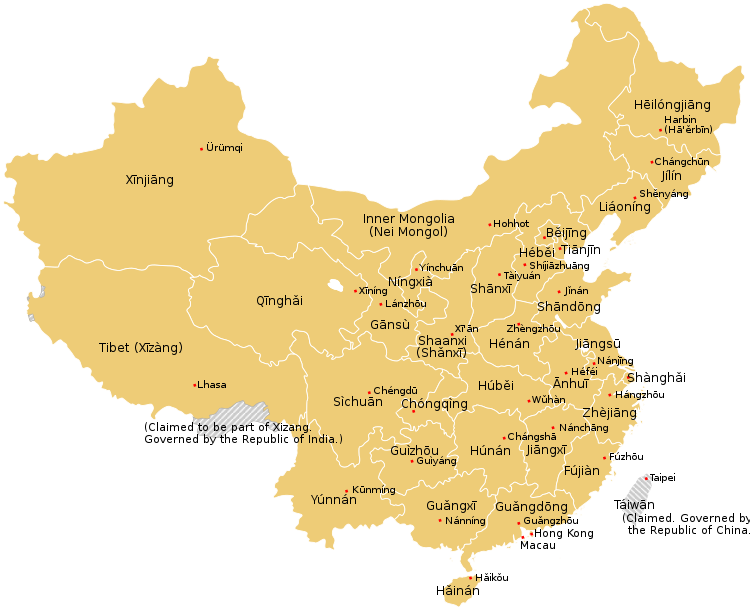 Hēilóngjiāng
Harbin
(Hā'ěrbīn)
Ürümqi
Chángchūn
Jílín
Xīnjiāng
Shěnyáng
Liáoníng
Inner Mongolia
(Nei Mongol)
Hohhot
Běijīng
Tiānjīn
Héběi
Shíjiāzhuāng
Yínchuān
Níngxià
Tàiyuán
Shānxī
Xīníng
Jǐnán
Qīnghǎi
Lánzhōu
Shāndōng
Gānsù
Xī'ān
Zhèngzhōu
Shaanxi
(Shǎnxī)
Hénán
Jiāngsū
Tibet (Xīzàng)
Nánjīng
Héféi
Shànghǎi
Ānhuī
Lhasa
Chéngdū
Húběi
Hángzhōu
Sìchuān
Chóngqìng
Wǔhàn
Zhèjiāng
(Claimed to be part of Xizang.
Governed by the Republic of India.)
Nánchāng
Chángshā
Guìzhōu
Húnán
Jiāngxī
Guìyáng
Fúzhōu
Fújiàn
Taipei
Kūnmíng
Yúnnán
Guǎngxī
Guǎngdōng
Táiwān
(Claimed. Governed by
the Republic of China.
Nánníng
Guǎngzhōu
Hong Kong
Macau
Hǎikǒu
Hǎinán